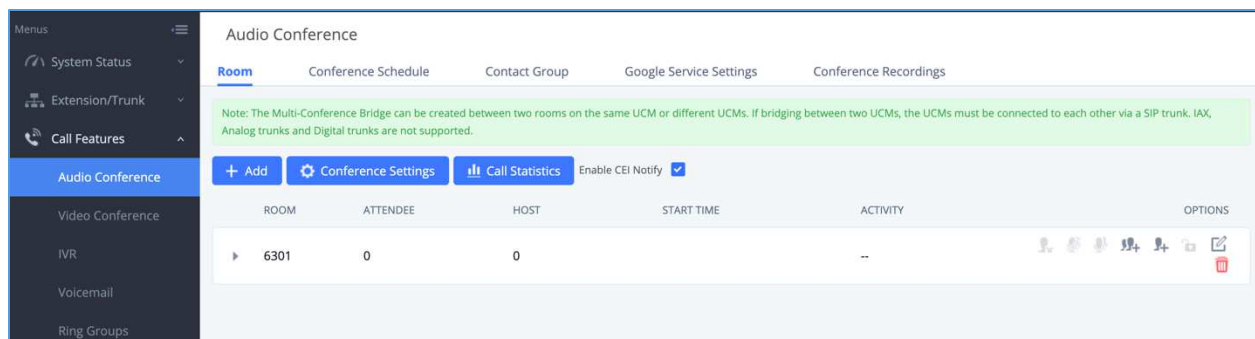 Menus
System Status
Extension/Trunk
Call Features
Audio Conference
Video Conference
IVR
Voicemail
Ring Groups
Audio Conference
Room Conference Schedule Contact Group Google Service Settings Conference Recordings
Note: The Multi-Conference Bridge can be created between two rooms on the same UCM or different UCMs. If bridging between two UCMs, the UCMs must be connected to each other via a SIP trunk. IAX,
Analog trunks and Digital trunks are not supported.
+ Add Conference Settings Call Statistics Enable CEI Notify
ROOM ATTENDEE HOST START TIME ACTIVITY OPTIONS
6301 0 0 --